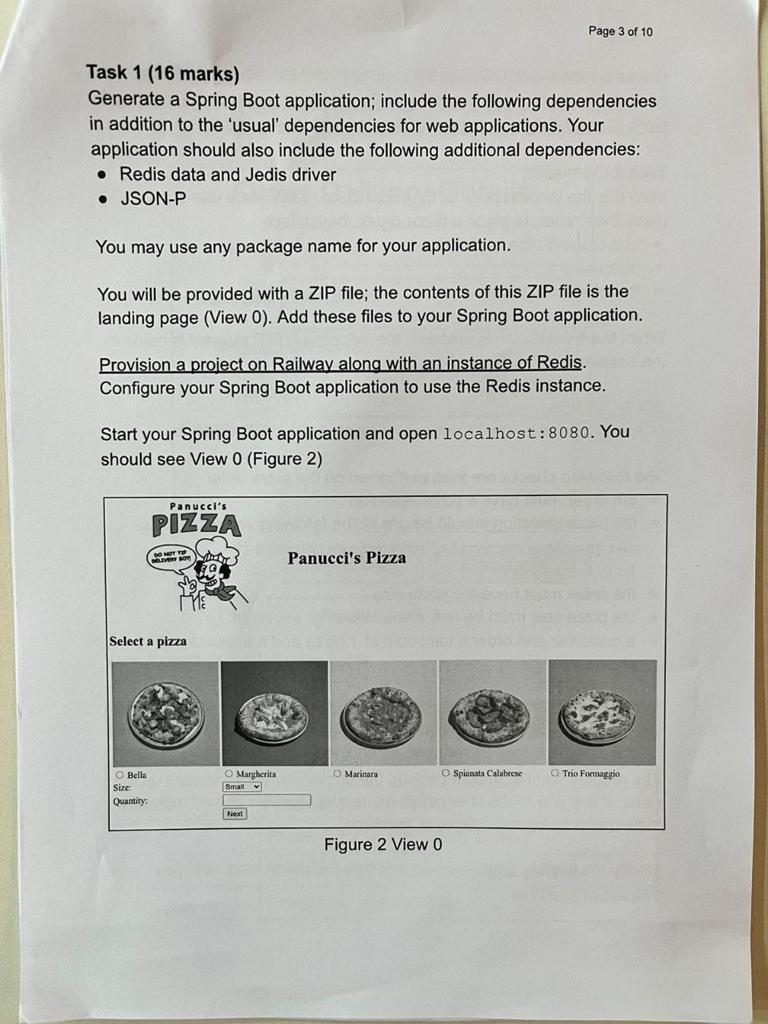 Page 3 of 10
Task 1 (16 marks)
Generate a Spring Boot application; include the following dependencies
in addition to the ‘usual’ dependencies for web applications. Your
application should also include the following additional dependencies:
● Redis data and Jedis driver
● JSON-P
You may use any package name for your application.
You will be provided with a ZIP file; the contents of this ZIP file is the
landing page (View 0). Add these files to your Spring Boot application.
Provision a project on Railway along with an instance of Redis.
Configure your Spring Boot application to use the Redis instance.
Start your Spring Boot application and open localhost:8080. You
should see View 0 (Figure 2)
Panucci's
PIZZA
DO NOT TIP
DELIVERY BOY!
Panucci's Pizza
Select a pizza
Bella
Margherita
Marinara
Spianata Calabrese
Trio Formaggio
Size:
Small
Quantity:
Next
Figure 2 View 0